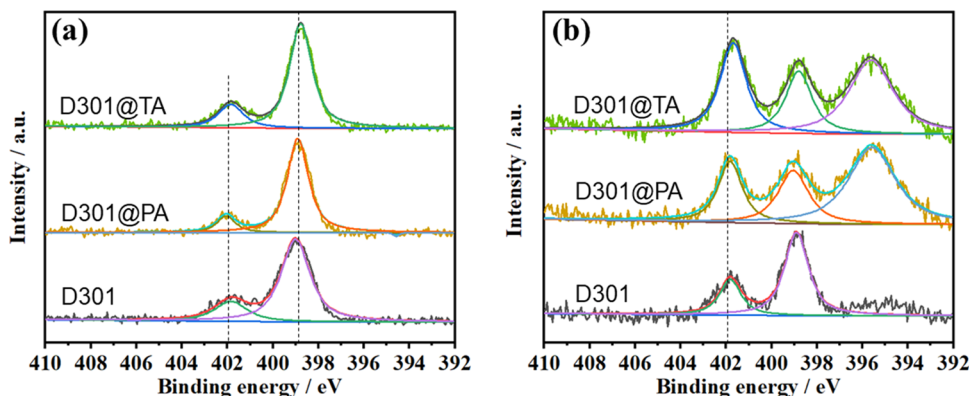 (a)
D301@TA
D301@PA
D301
Intensity / a.u.
410 408 406 404 402 400 398 396 394 392
Binding energy / eV
(b)
D301@TA
D301@PA
D301
Intensity / a.u.
410 408 406 404 402 400 398 396 394 392
Binding energy / eV